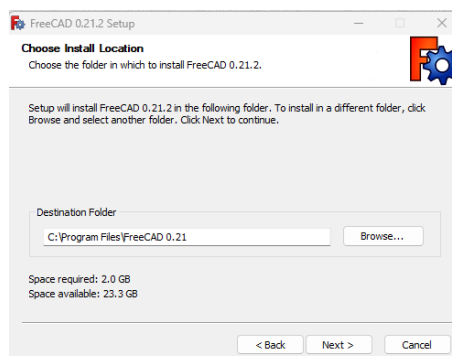 FreeCAD 0.21.2 Setup
Choose Install Location
Choose the folder in which to install FreeCAD 0.21.2.
Setup will install FreeCAD 0.21.2 in the following folder. To install in a different folder, click
Browse and select another folder. Click Next to continue.
Destination Folder
C:\Program Files\FreeCAD 0.21
Browse...
Space required: 2.0 GB
Space available: 23.3 GB
< Back Next > Cancel